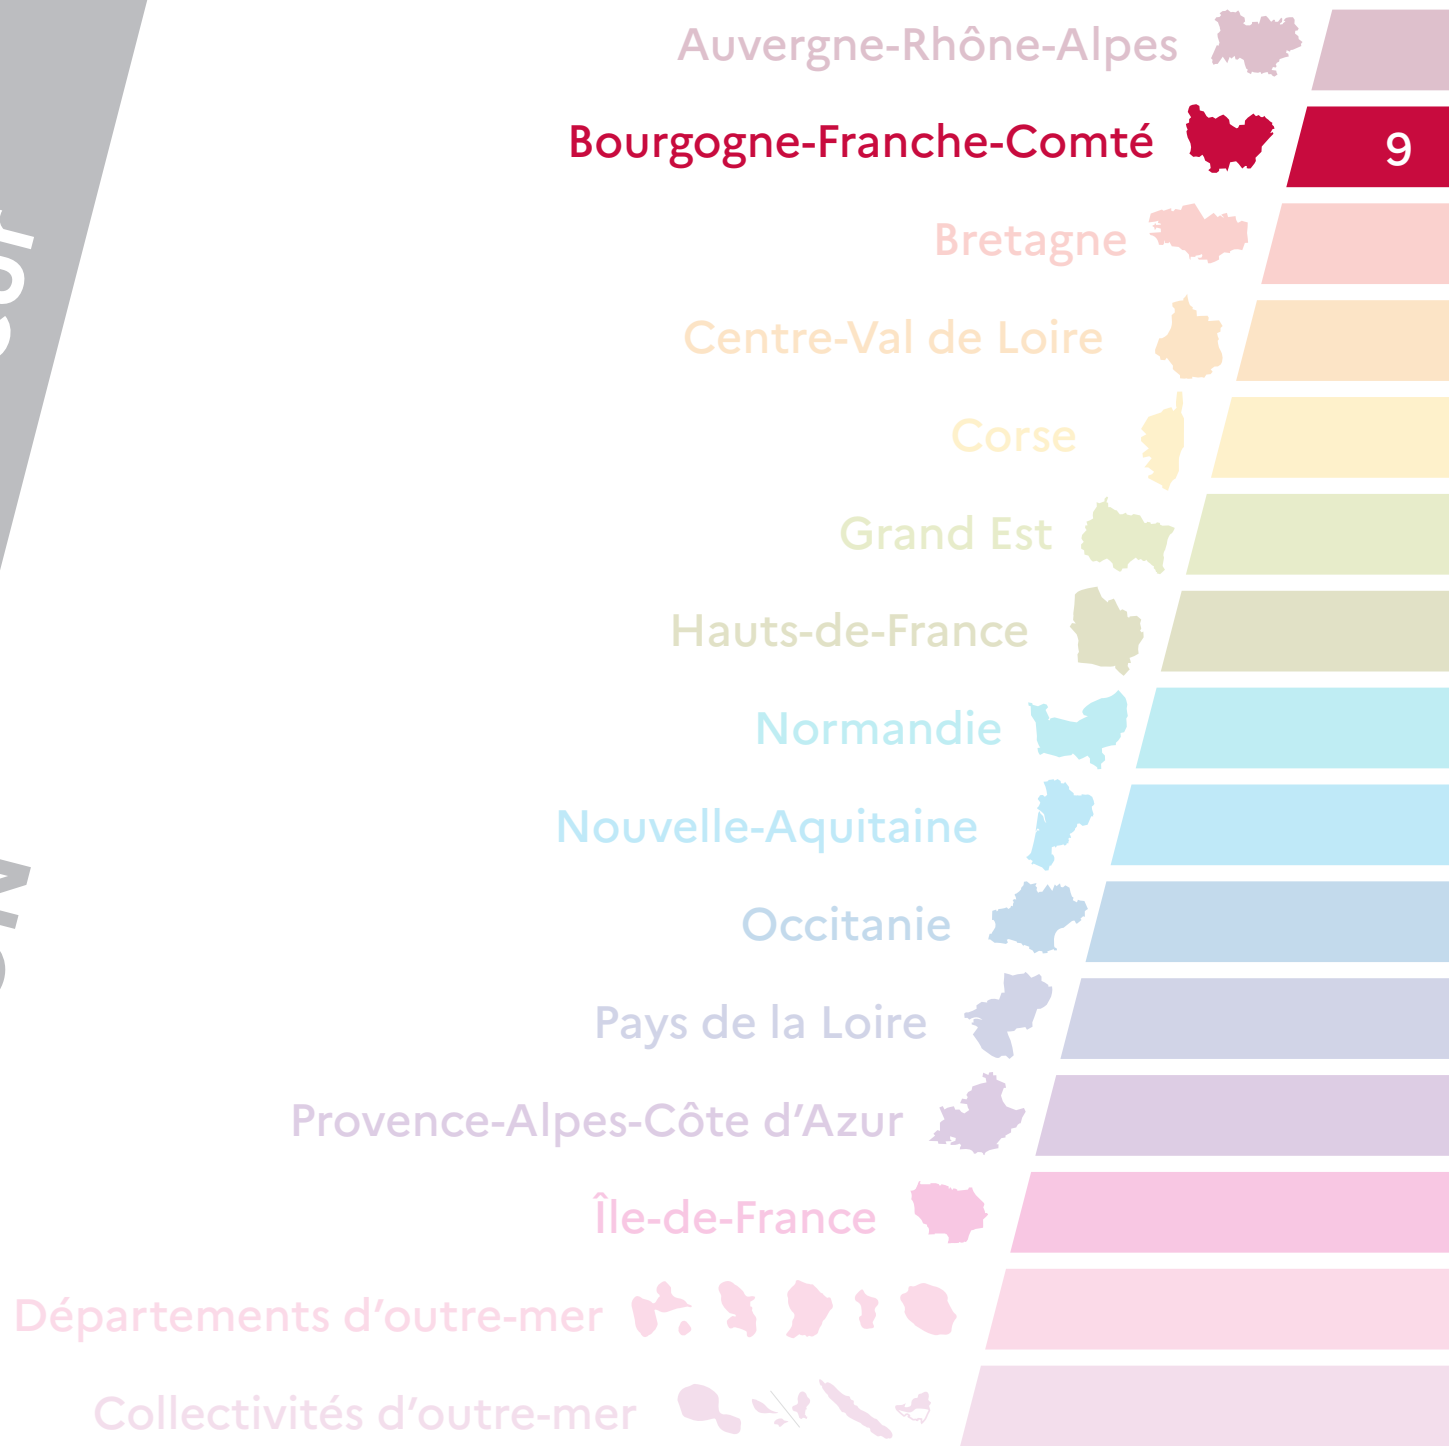 Auvergne-Rhône-Alpes
Bourgogne-Franche-Comté 9
Bretagne
Centre-Val de Loire
Corse
Grand Est
Hauts-de-France
Normandie
Nouvelle-Aquitaine
Occitanie
Pays de la Loire
Provence-Alpes-Côte d’Azur
Île-de-France
Départements d’outre-mer
Collectivités d’outre-mer